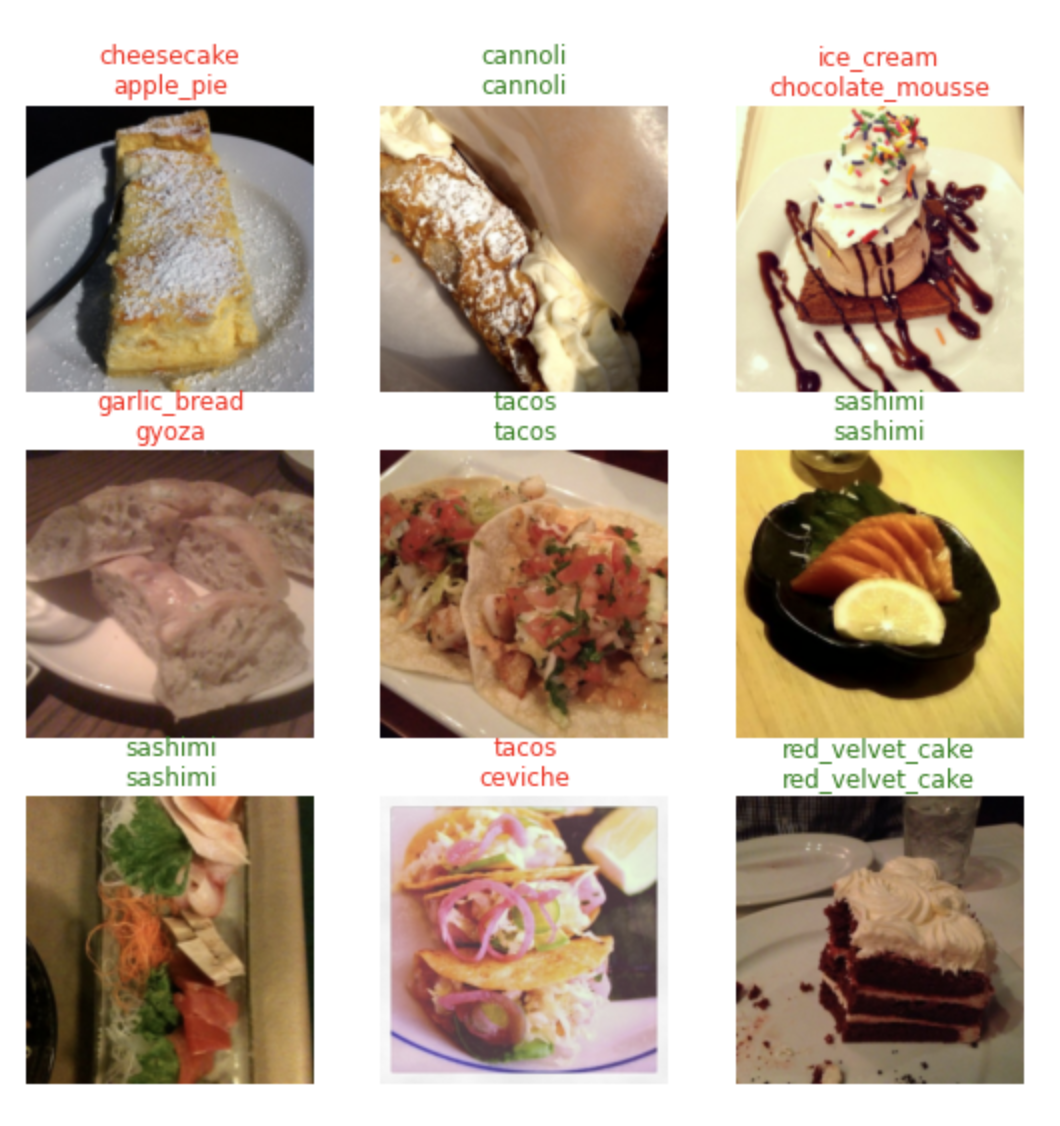 cheesecake
apple_pie
cannoli
cannoli
ice_cream
chocolate_mousse
garlic_bread
gyoza
tacos
tacos
sashimi
sashimi
sashimi
sashimi
tacos
ceviche
red_velvet_cake
red_velvet_cake